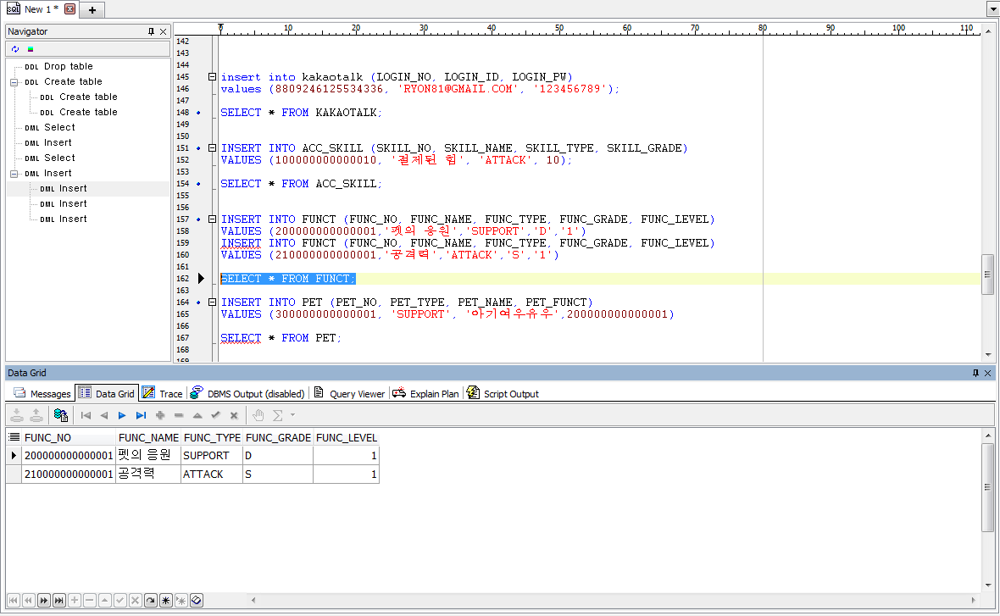 New 1 *
Navigator
DDL Drop table
DDL Create table
DDL Create table
DDL Create table
DML Select
DML Insert
DML Select
DML Insert
DML Insert
DML Insert
DML Insert
0 10 20 30 40 50 60 70 80 90 100 110
142
143
144
145 insert into kakaotalk (LOGIN_NO, LOGIN_ID, LOGIN_PW)
146 values (8809246125534336, 'RYON81@GMAIL.COM', '123456789');
147
148 SELECT * FROM KAKAOTALK;
149
150
151 INSERT INTO ACC_SKILL (SKILL_NO, SKILL_NAME, SKILL_TYPE, SKILL_GRADE)
152 VALUES (100000000000010, '절제된 힘', 'ATTACK', 10);
153
154 SELECT * FROM ACC_SKILL;
155
156
157 INSERT INTO FUNCT (FUNC_NO, FUNC_NAME, FUNC_TYPE, FUNC_GRADE, FUNC_LEVEL)
158 VALUES (200000000000001,'펫의 응원','SUPPORT','D','1')
159 INSERT INTO FUNCT (FUNC_NO, FUNC_NAME, FUNC_TYPE, FUNC_GRADE, FUNC_LEVEL)
160 VALUES (210000000000001,'공격력','ATTACK','S','1')
161
162 SELECT * FROM FUNCT;
163
164 INSERT INTO PET (PET_NO, PET_TYPE, PET_NAME, PET_FUNCT)
165 VALUES (300000000000001, 'SUPPORT', '아기여우유우',200000000000001)
166
167 SELECT * FROM PET;
168
169
Data Grid
Messages Data Grid Trace DBMS Output (disabled) Query Viewer Explain Plan Script Output
FUNC_NO FUNC_NAME FUNC_TYPE FUNC_GRADE FUNC_LEVEL
200000000000001 펫의 응원 SUPPORT D 1
210000000000001 공격력 ATTACK S 1